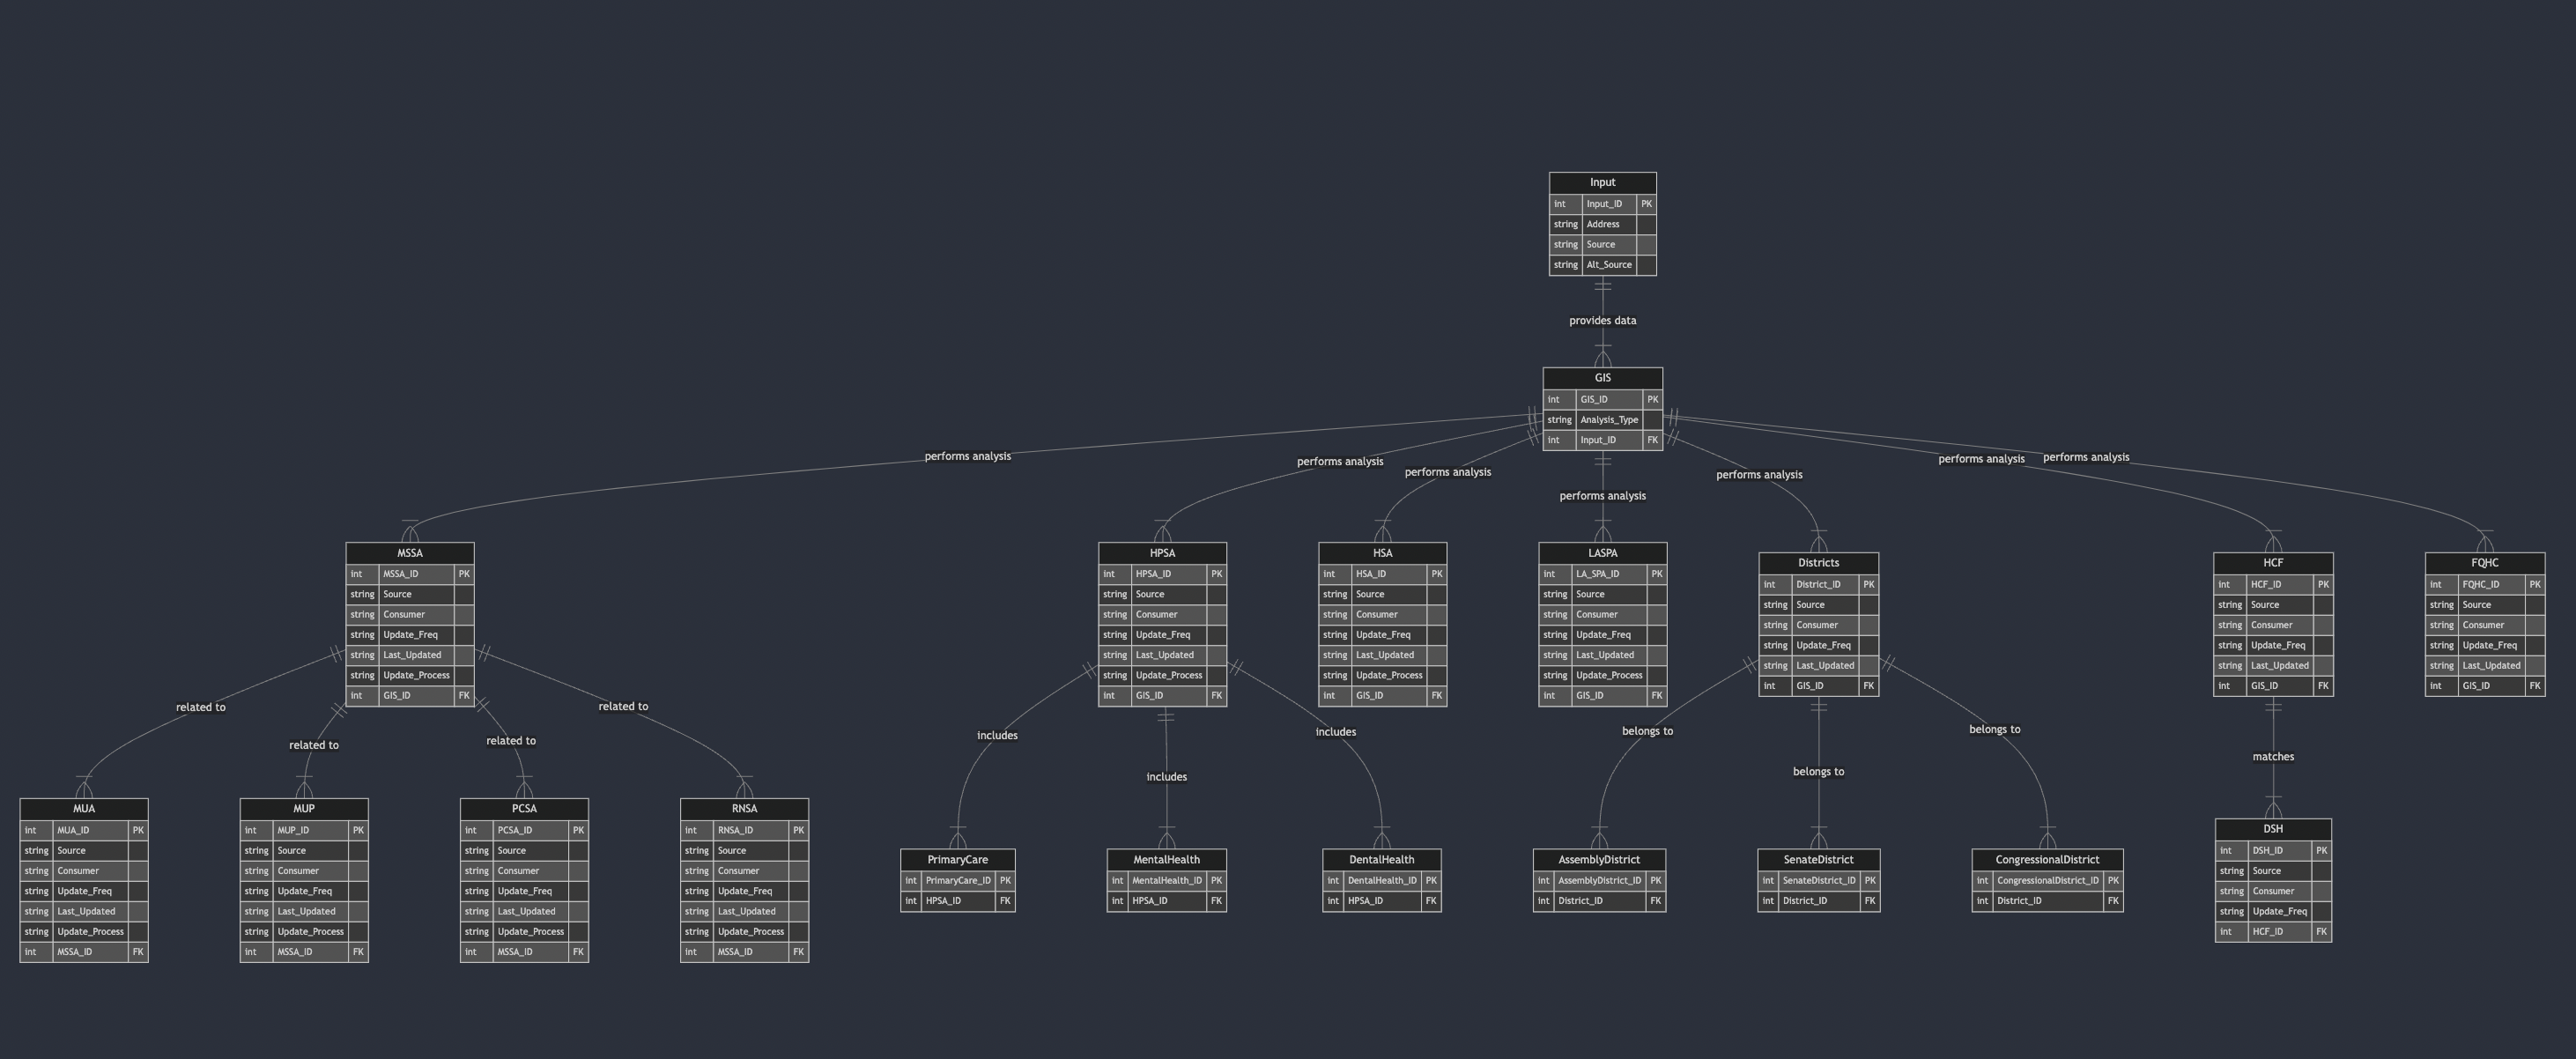 Input
int Input_ID PK
string Address
string Source
string Alt_Source
provides data
GIS
int GIS_ID PK
string Analysis_Type
int Input_ID FK
performs analysis
performs analysis
performs analysis
performs analysis
performs analysis
performs analysis
performs analysis
MSSA
int MSSA_ID PK
string Source
string Consumer
string Update_Freq
string Last_Updated
string Update_Process
int GIS_ID FK
HPSA
int HPSA_ID PK
string Source
string Consumer
string Update_Freq
string Last_Updated
string Update_Process
int GIS_ID FK
HSA
int HSA_ID PK
string Source
string Consumer
string Update_Freq
string Last_Updated
string Update_Process
int GIS_ID FK
LASPA
int LA_SPA_ID PK
string Source
string Consumer
string Update_Freq
string Last_Updated
string Update_Process
int GIS_ID FK
Districts
int District_ID PK
string Source
string Consumer
string Update_Freq
string Last_Updated
int GIS_ID FK
HCF
int HCF_ID PK
string Source
string Consumer
string Update_Freq
string Last_Updated
int GIS_ID FK
FQHC
int FQHC_ID PK
string Source
string Consumer
string Update_Freq
string Last_Updated
int GIS_ID FK
related to
related to
related to
related to
includes
includes
includes
belongs to
belongs to
belongs to
matches
MUA
int MUA_ID PK
string Source
string Consumer
string Update_Freq
string Last_Updated
string Update_Process
int MSSA_ID FK
MUP
int MUP_ID PK
string Source
string Consumer
string Update_Freq
string Last_Updated
string Update_Process
int MSSA_ID FK
PCSA
int PCSA_ID PK
string Source
string Consumer
string Update_Freq
string Last_Updated
string Update_Process
int MSSA_ID FK
RNSA
int RNSA_ID PK
string Source
string Consumer
string Update_Freq
string Last_Updated
string Update_Process
int MSSA_ID FK
PrimaryCare
int PrimaryCare_ID PK
int HPSA_ID FK
MentalHealth
int MentalHealth_ID PK
int HPSA_ID FK
DentalHealth
int DentalHealth_ID PK
int HPSA_ID FK
AssemblyDistrict
int AssemblyDistrict_ID PK
int District_ID FK
SenateDistrict
int SenateDistrict_ID PK
int District_ID FK
CongressionalDistrict
int CongressionalDistrict_ID PK
int District_ID FK
DSH
int DSH_ID PK
string Source
string Consumer
string Update_Freq
int HCF_ID FK